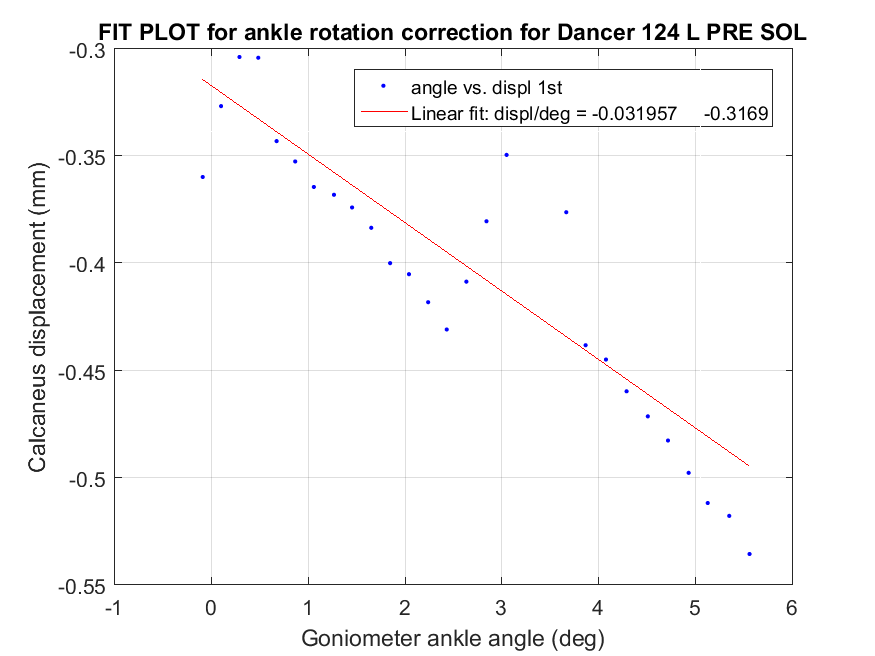 FIT PLOT for ankle rotation correction for Dancer 124 L PRE SOL
-0.3
angle vs. displ 1st
Linear fit: displ/deg = -0.031957 -0.3169
-0.35
-0.4
-0.45
-0.5
-0.55
Calcaneus displacement (mm)
-1 0 1 2 3 4 5 6
Goniometer ankle angle (deg)